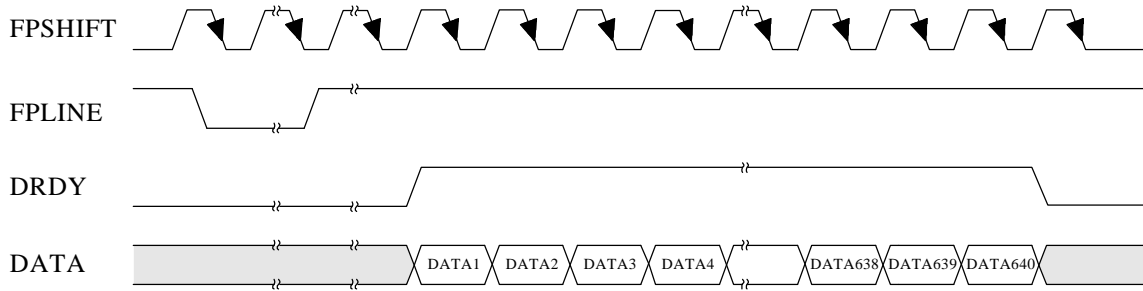 FPSHIFT
FPLINE
DRDY
DATA DATA1 DATA2 DATA3 DATA4 DATA638 DATA639 DATA640